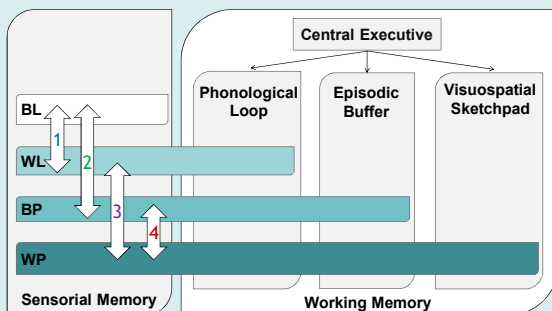 Central Executive
Phonological
Loop
Episodic
Buffer
Visuospatial
Sketchpad
BL
1
WL
2
BP
3
4
WP
Sensorial Memory
Working Memory